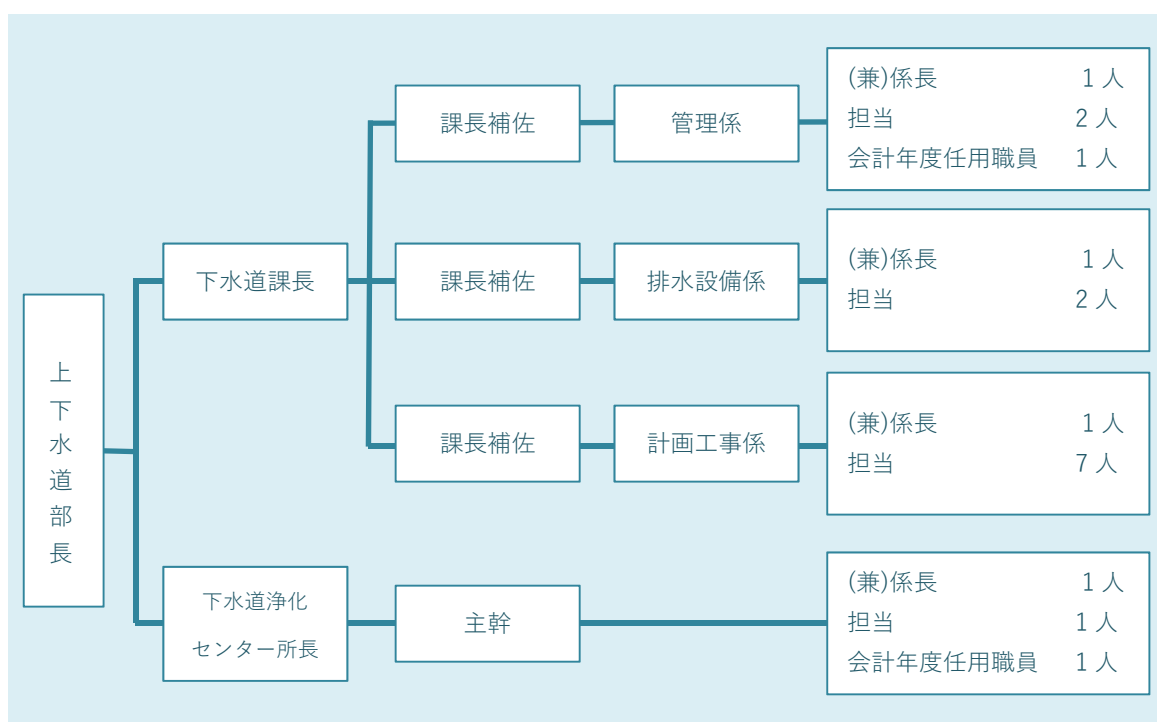 上下水道部長
下水道課長
課長補佐
管理係
(兼)係長 1人
担当 2人
会計年度任用職員 1人
課長補佐
排水設備係
(兼)係長 1人
担当 2人
課長補佐
計画工事係
(兼)係長 1人
担当 7人
下水道浄化
センター所長
主幹
(兼)係長 1人
担当 1人
会計年度任用職員 1人